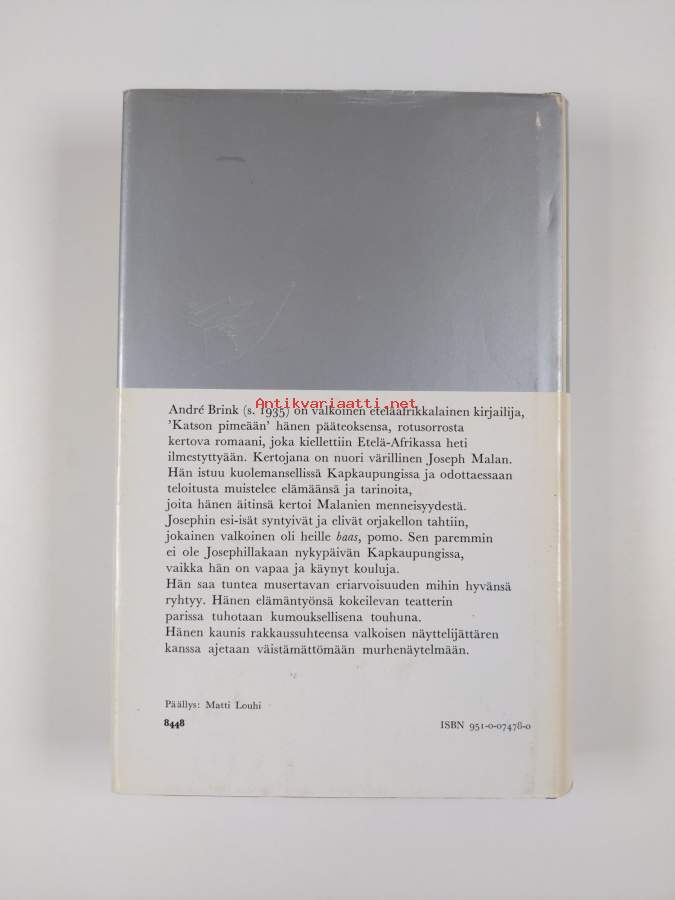 Antikvariaatti.net
André Brink (s. 1935) on valkoinen eteläafrikkalainen kirjailija,
’Katson pimeään’ hänen pääteoksensa, rotusorrosta
kertova romaani, joka kiellettiin Etelä-Afrikassa heti
ilmestyttyään. Kertojana on nuori värillinen Joseph Malan.
Hän istuu kuolemansellissä Kapkaupungissa ja odottaessaan
teloitusta muistelee elämäänsä ja tarinoita,
joita hänen äitinsä kertoi Malanien menneisyydestä.
Josephin esi-isät syntyivät ja elivät orjakellon tahtiin,
jokainen valkoinen oli heille baas, pomo. Sen paremmin
ei ole Josephillakaan nykypäivän Kapkaupungissa,
vaikka hän on vapaa ja käynyt kouluja.
Hän saa tuntea musertavan eriarvoisuuden mihin hyvänsä
ryhtyy. Hänen elämäntyönsä kokeilevan teatterin
parissa tuhotaan kumouksellisena touhuna.
Hänen kaunis rakkaussuhteensa valkoisen näyttelijättären
kanssa ajetaan väistämättömään murhenäytelmään.
Päällys: Matti Louhi
8448 ISBN 951-0-07478-0